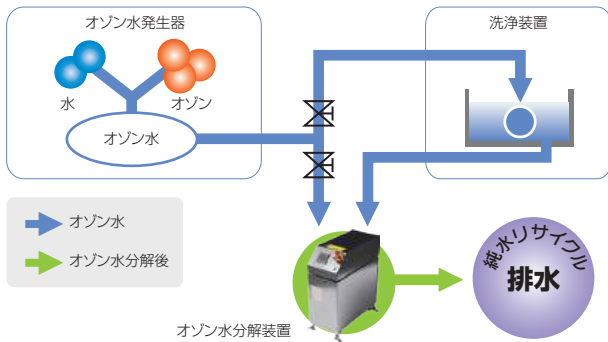 オゾン水発生器
洗浄装置
水
オゾン
オゾン水
オゾン水
オゾン水分解後
純水リサイクル
排水
オゾン水分解装置